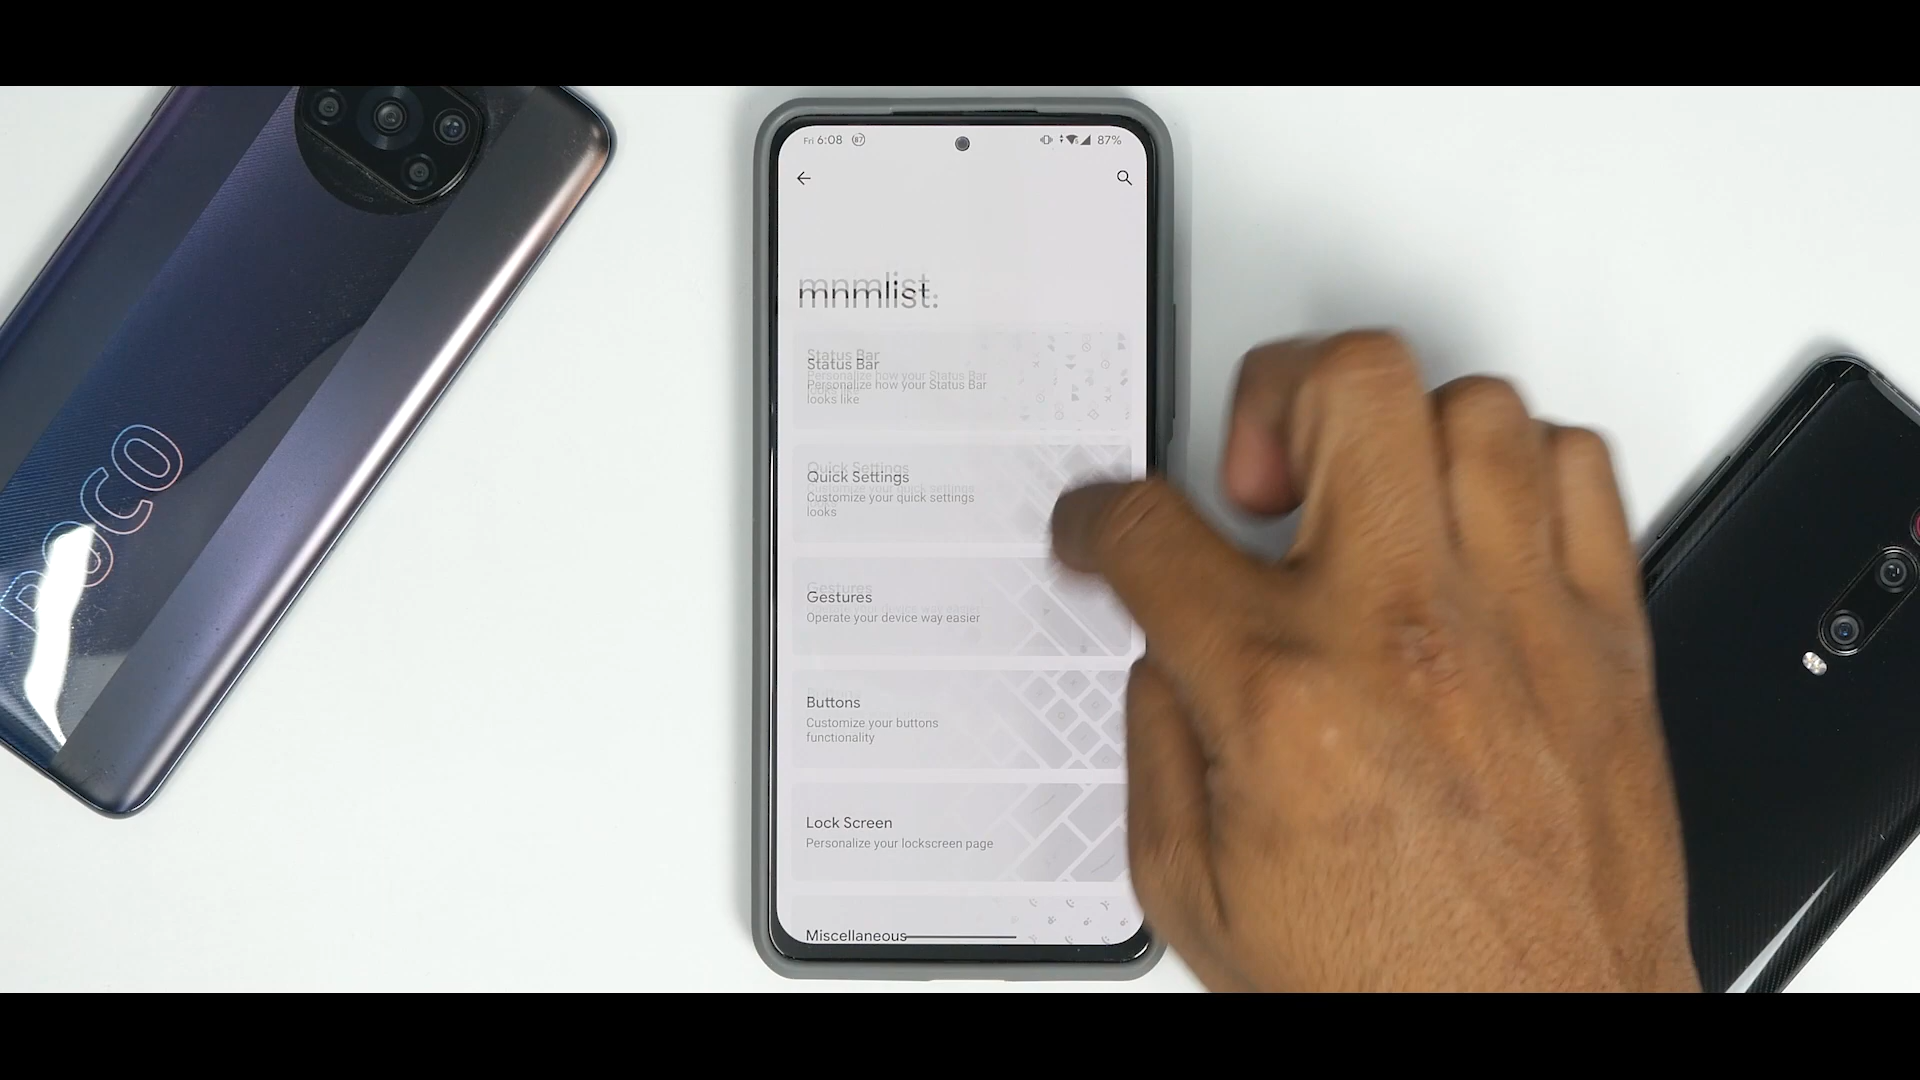 Fri 6:08 87
87%
mnmlist.
Status Bar
Personalize how your Status Bar
looks like
Quick Settings
Customize your quick settings
looks
Gestures
Operate your device way easier
Buttons
Customize your buttons
functionality
Lock Screen
Personalize your lockscreen page
Miscellaneous
POCO